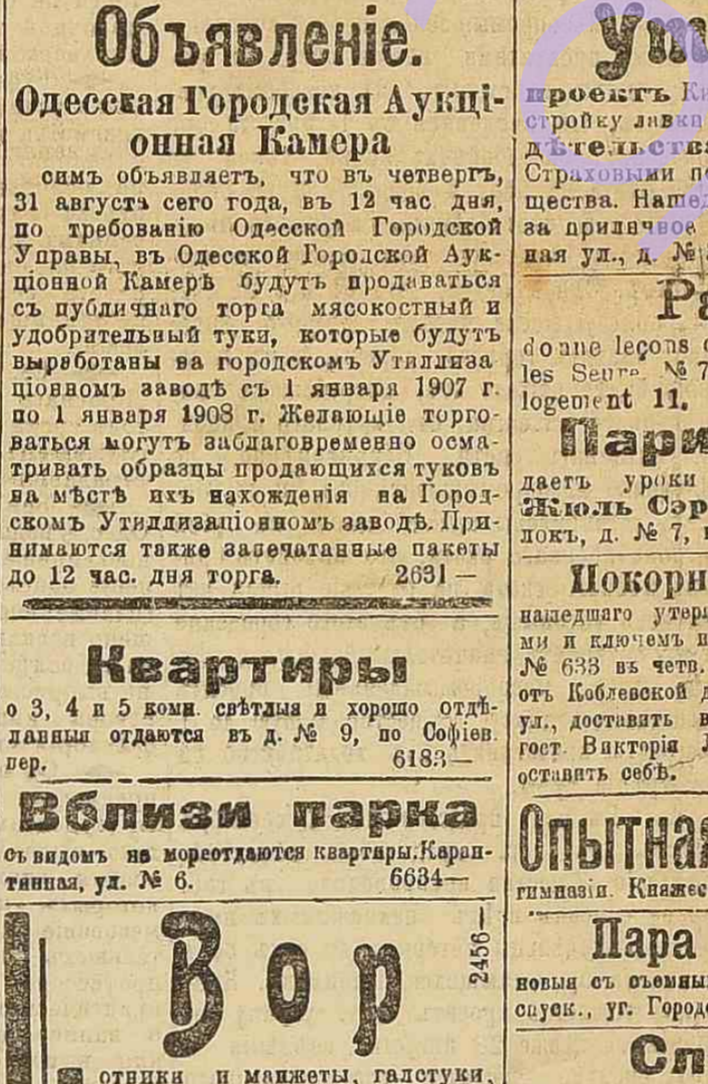 Объявленіе.
Одесская Городская Аукці-
онная Камера
симъ объявляетъ, что въ четвергъ,
31 августа сего года, въ 12 час дня,
по требованію Одесской Городской
Управы, въ Одесской Городской Аук-
ціонной Камерѣ будутъ продаваться
съ публичнаго торга мясокостный и
удобрительный туки, которые будутъ
выработаны на городскомъ Утиллиза
ціонномъ заводѣ съ 1 января 1907 г.
по 1 января 1908 г. Желающіе торго-
ваться могутъ заблаговременно осма-
тривать образцы продающихся туковъ
на мѣстѣ ихъ нахожденія на Город-
скомъ Утиллизаціонномъ заводѣ. При-
нимаются также запечатанные пакеты
до 12 час. дня торга. 2631—
Квартиры
о 3, 4 и 5 комн. свѣтлыя и хорошо отдѣ-
ланныя отдаются въ д. № 9, по Софіев.
пер. 6183—
Вблизи парка
съ видомъ на мореотдаются квартиры.Каран-
тинная, ул. № 6. 6634—
Вор
2456—
отники и манжеты, галстуки,
проектъ
стройку лавки
Страховыми
щества.
за приличное
ная ул., д. №
donne leçons
les № 7
logement 11.
даетъ уроки
Жюль Сэр
локъ, д. № 7,
Покорн
нашедшаго утер
ми и ключемъ
№ 633 въ четв.
отъ Коблевской д
ул., доставить в
гост. Викторія
оставить себѣ.
Опытная
гимназіи. Княжес
Пара
новыя съ съемны
спуск., уг. Город
Сп